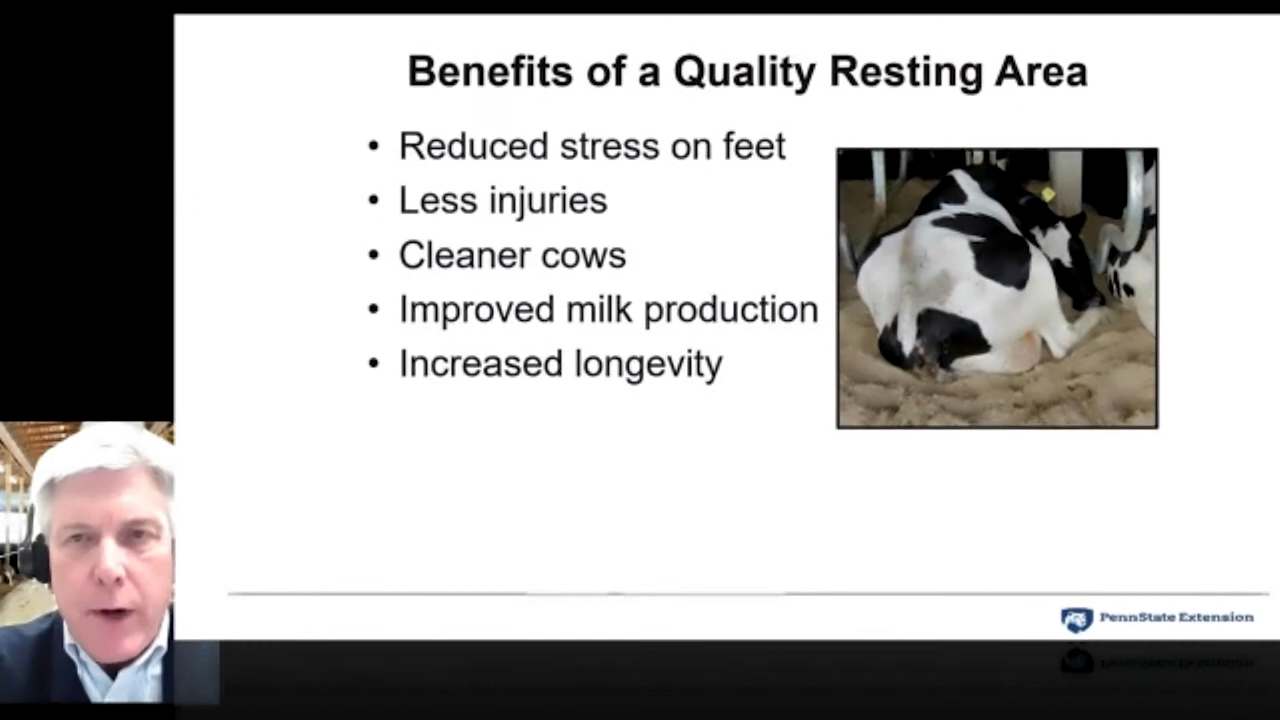 Benefits of a Quality Resting Area
• Reduced stress on feet
• Less injuries
• Cleaner cows
• Improved milk production
• Increased longevity
PennState Extension